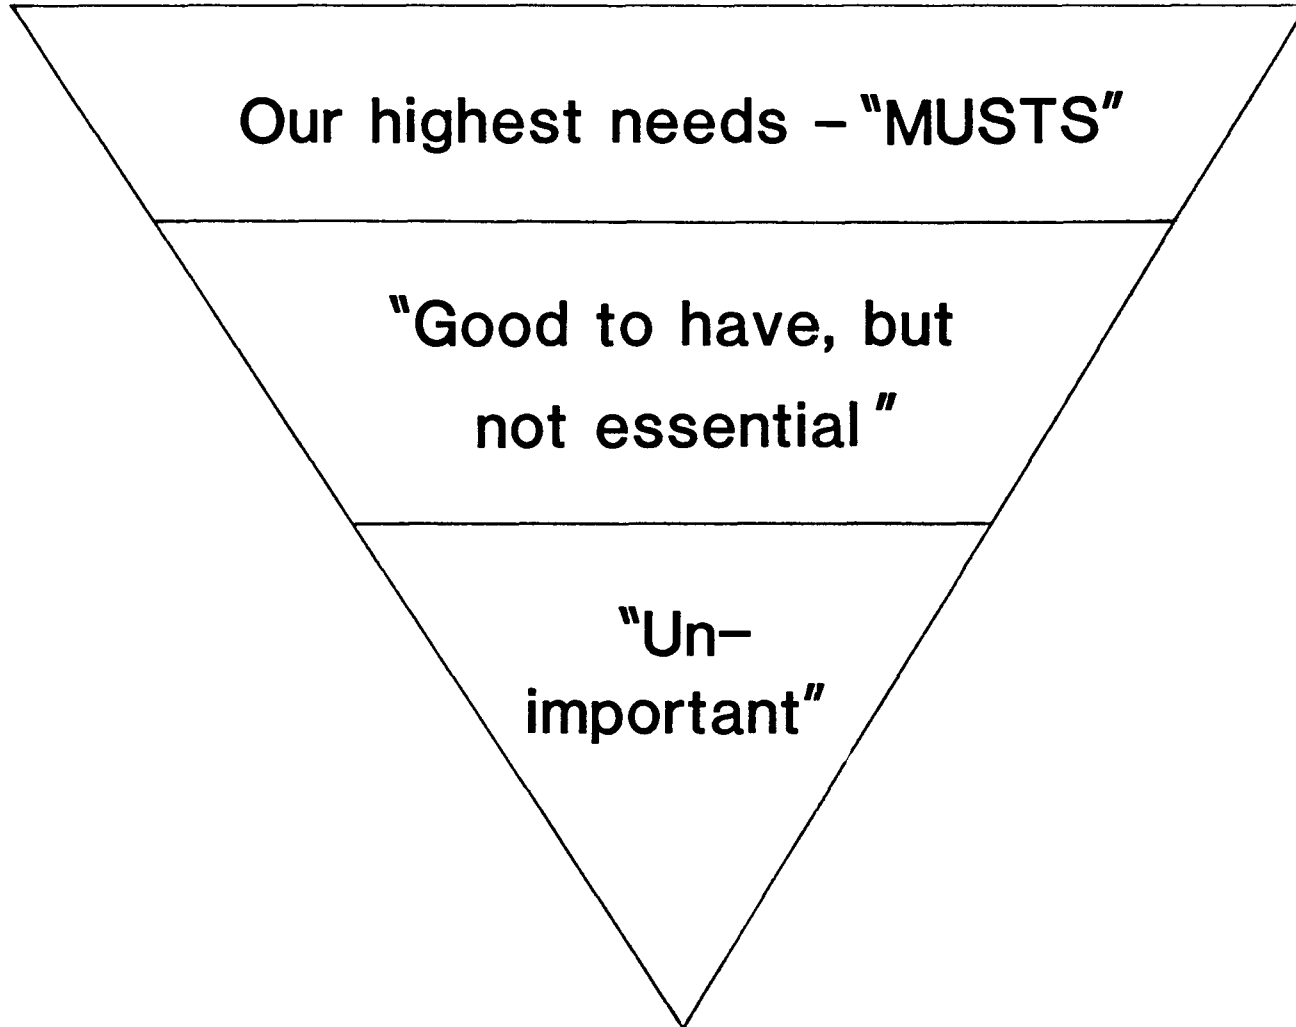 Our highest needs – "MUSTS"
"Good to have, but
not essential"
"Un–
important"